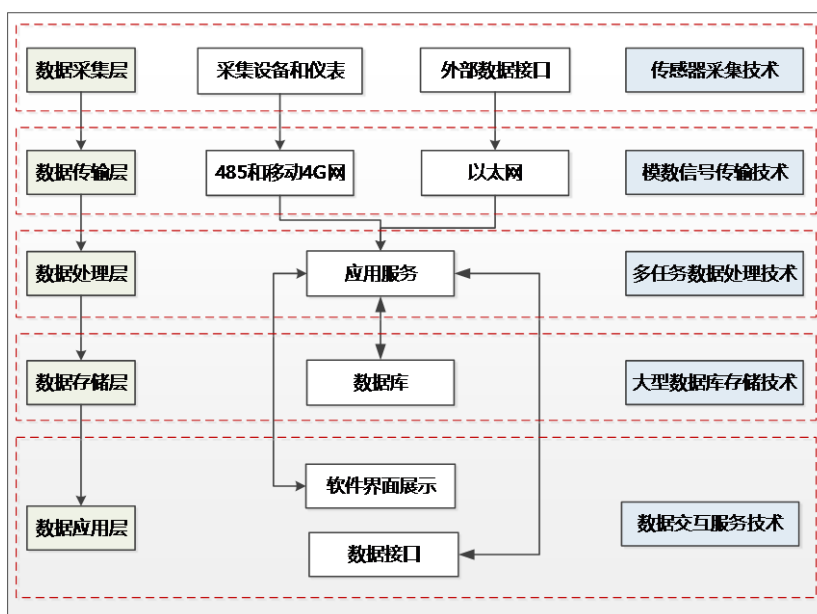 数据采集层
采集设备和仪表
外部数据接口
传感器采集技术
数据传输层
485和移动4G网
以太网
模数信号传输技术
数据处理层
应用服务
多任务数据处理技术
数据存储层
数据库
大型数据库存储技术
软件界面展示
数据应用层
数据交互服务技术
数据接口